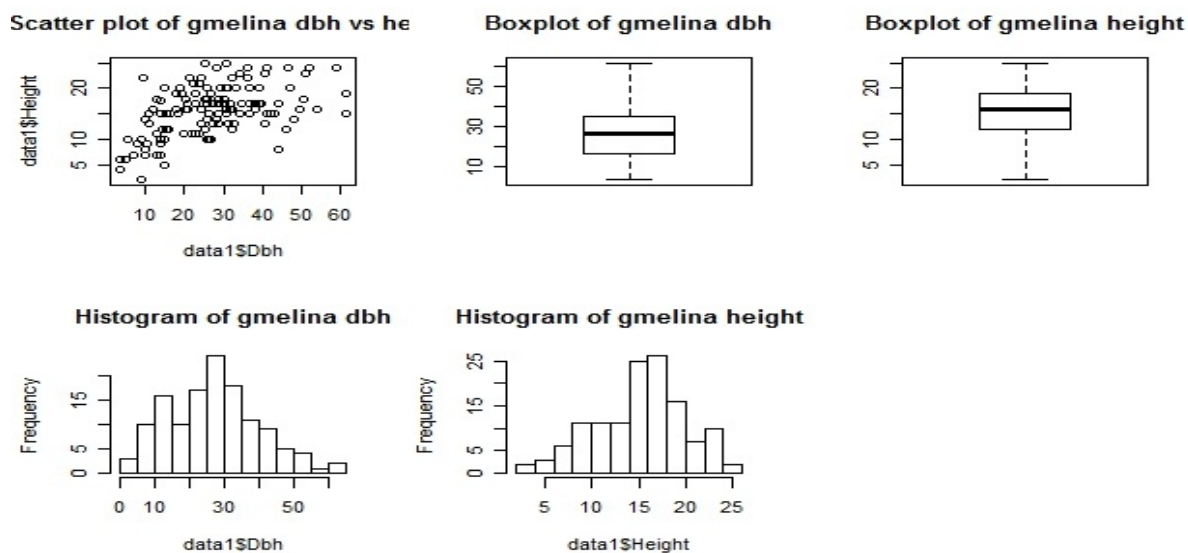 Scatter plot of gmelina dbh vs he
Boxplot of gmelina dbh
Boxplot of gmelina height
data1$Height
5 10 20
10 20 30 40 50 60
data1$Dbh
10 30 50
5 10 20
Histogram of gmelina dbh
Histogram of gmelina height
Frequency
0 5 15
0 10 30 50
data1$Dbh
Frequency
0 5 15 25
5 10 15 20 25
data1$Height